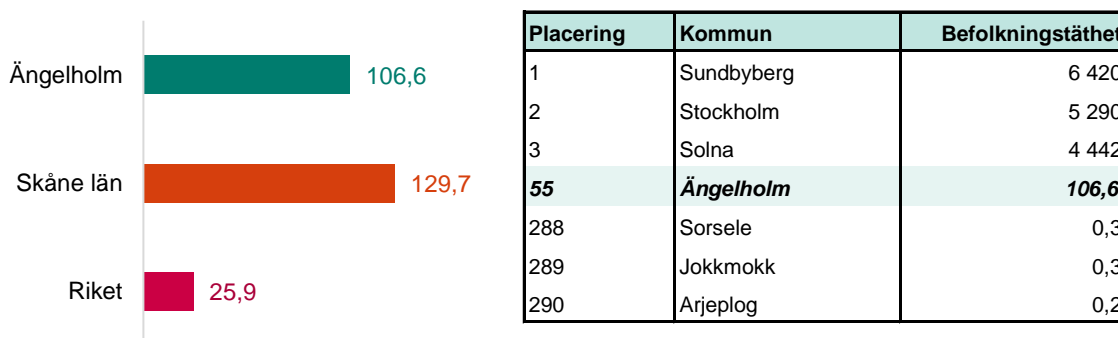 Ängelholm 106,6
Skåne län 129,7
Riket 25,9
Placering Kommun Befolkningstäthet
1 Sundbyberg 6 420
2 Stockholm 5 290
3 Solna 4 442
55 Ängelholm 106,6
288 Sorsele 0,3
289 Jokkmokk 0,3
290 Arjeplog 0,2